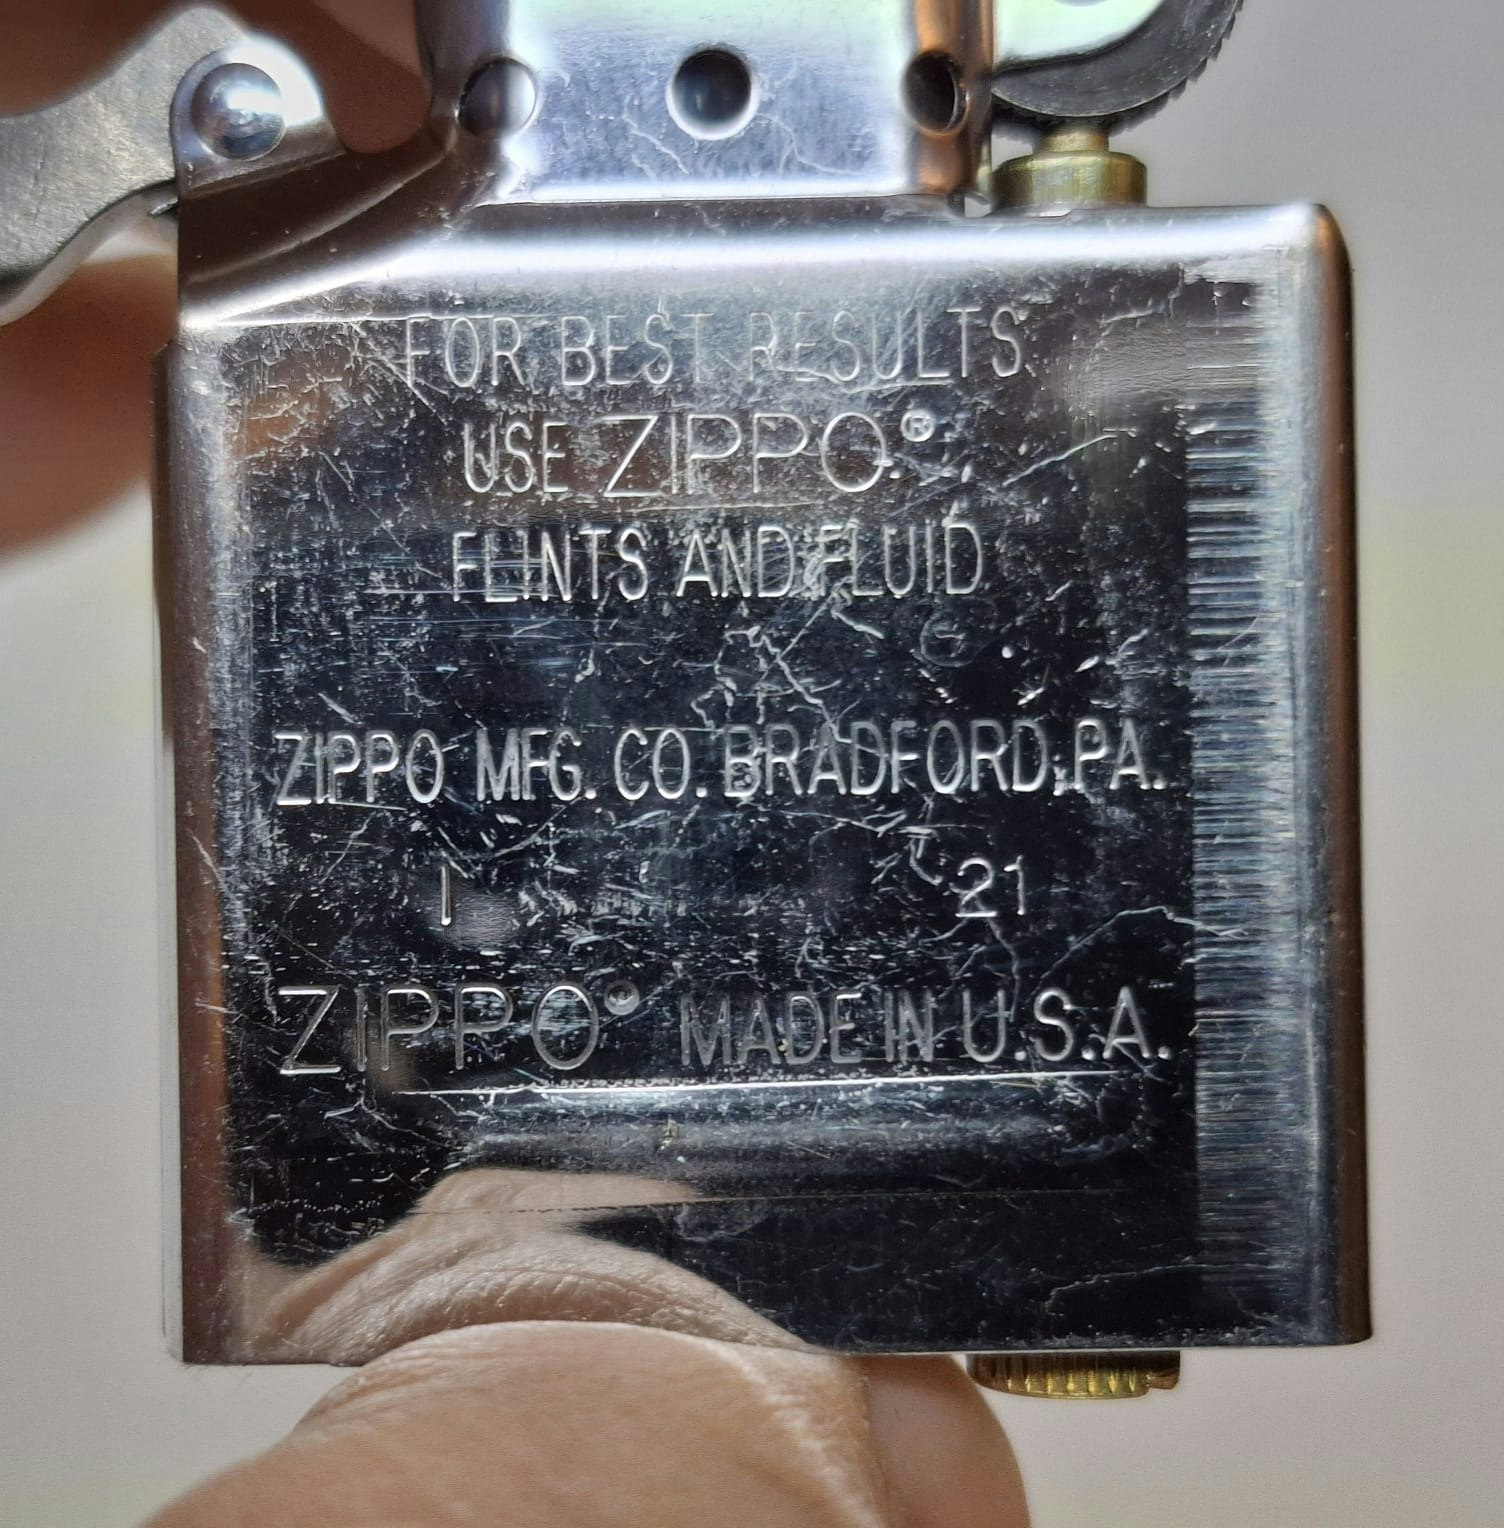 FOR BEST RESULTS
USE ZIPPO®
FLINTS AND FLUID
ZIPPO MFG. CO. BRADFORD, PA.
I 21
ZIPPO® MADE IN U.S.A.